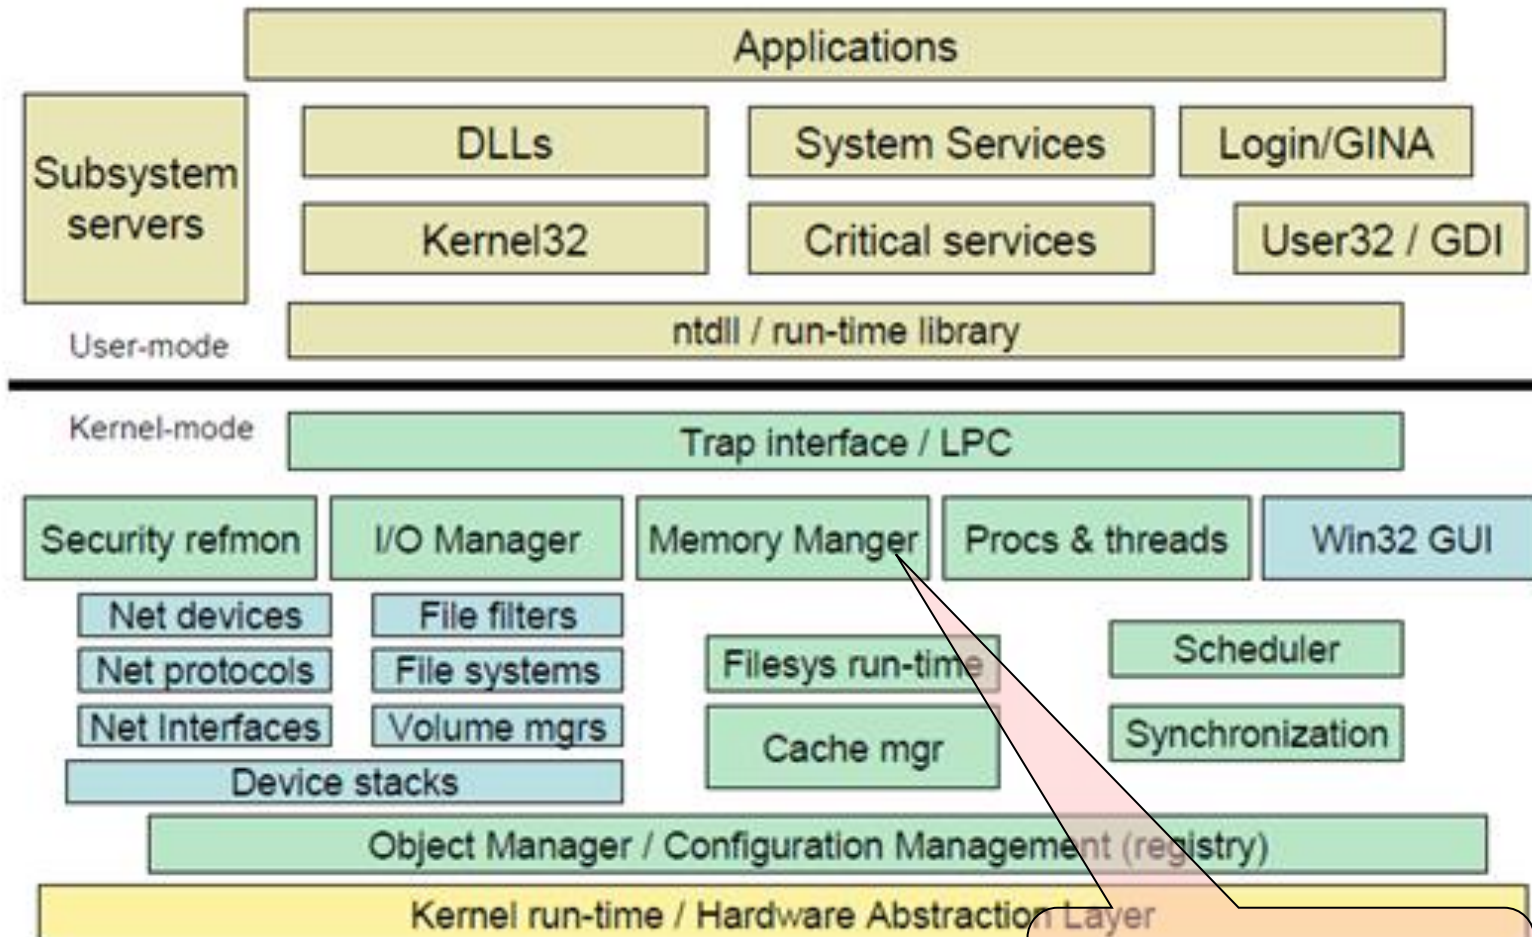 Applications
Subsystem
servers
DLLs
System Services
Login/GINA
Kernel32
Critical services
User32 / GDI
User-mode
ntdll / run-time library
Kernel-mode
Trap interface / LPC
Security refmon
I/O Manager
Memory Manger
Procs & threads
Win32 GUI
Net devices
File filters
Net protocols
File systems
Net Interfaces
Volume mgrs
Device stacks
Filesys run-time
Cache mgr
Scheduler
Synchronization
Object Manager / Configuration Management (registry)
Kernel run-time / Hardware Abstraction Layer